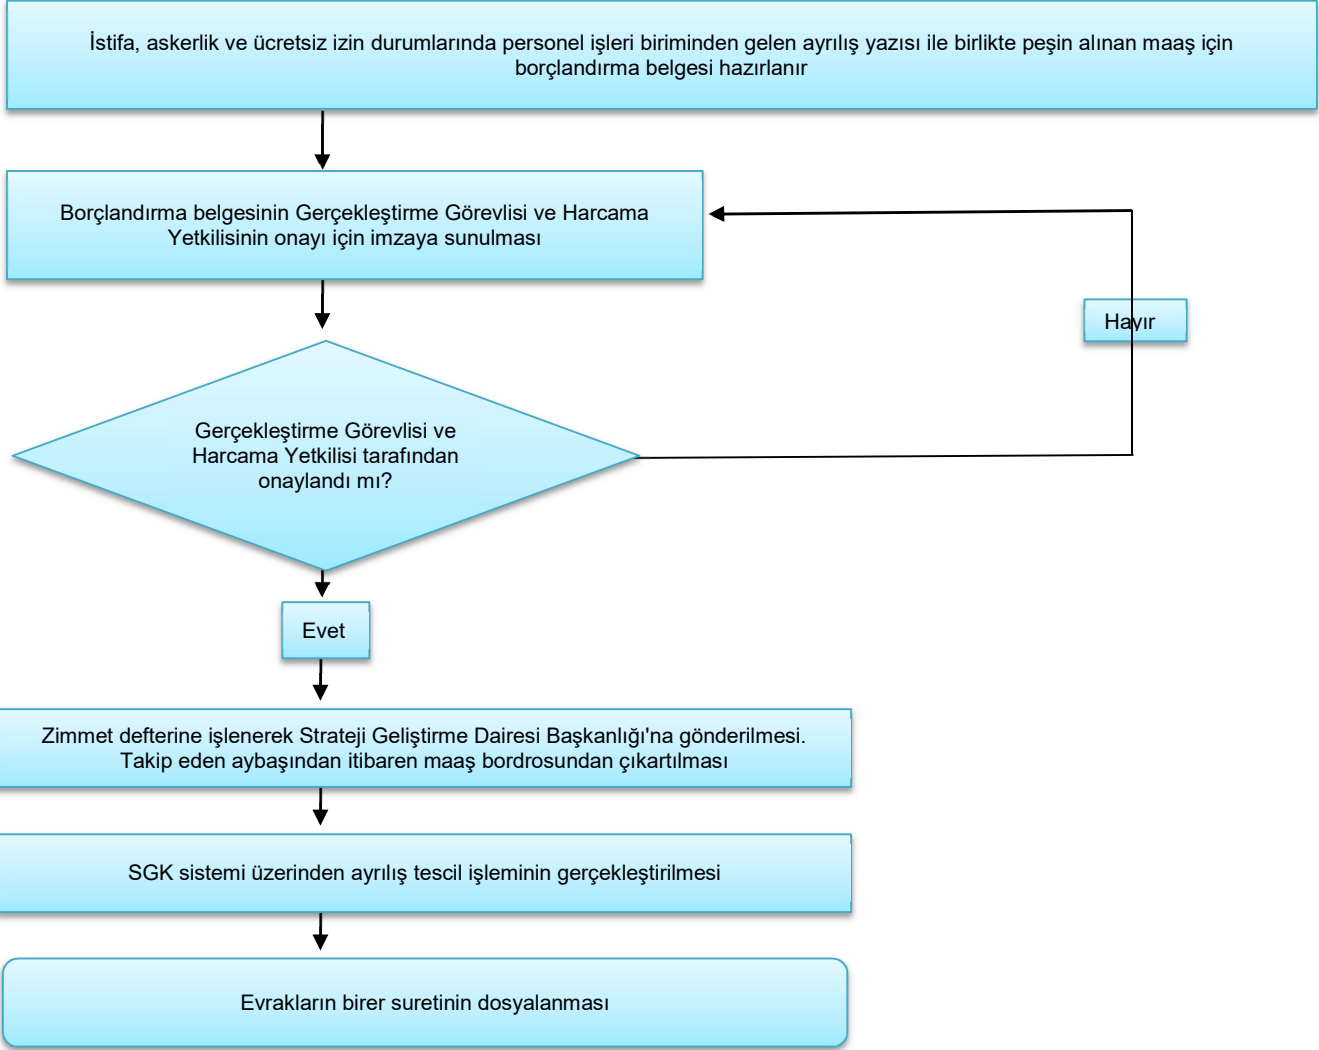 İstifa, askerlik ve ücretsiz izin durumlarında personel işleri biriminden gelen ayrılış yazısı ile birlikte peşin alınan maaş için
borçlandırma belgesi hazırlanır
Borçlandırma belgesinin Gerçekleştirme Görevlisi ve Harcama
Yetkilisinin onayı için imzaya sunulması
Hayır
Gerçekleştirme Görevlisi ve
Harcama Yetkilisi tarafından
onaylandı mı?
Evet
Zimmet defterine işlenerek Strateji Geliştirme Dairesi Başkanlığı'na gönderilmesi.
Takip eden aybaşından itibaren maaş bordrosundan çıkartılması
SGK sistemi üzerinden ayrılış tescil işleminin gerçekleştirilmesi
Evrakların birer suretinin dosyalanması